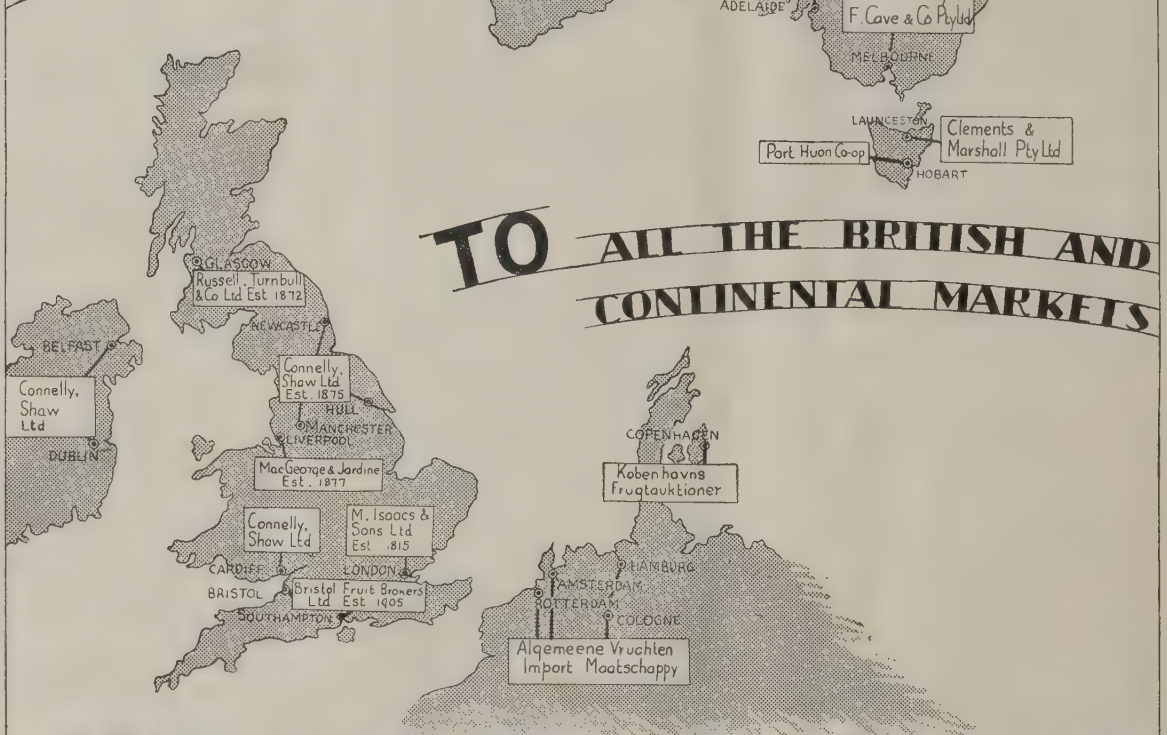 ADELAIDE
F. Cave & Co Pty Ltd
MELBOURNE
LAUNCESTON
Clements &
Marshall Pty Ltd
Port Huon Co-op
HOBART
TO ALL THE BRITISH AND
CONTINENTAL MARKETS
GLASGOW
Russell, Turnbull
& Co Ltd Est 1872
NEWCASTLE
BELFAST
Connelly,
Shaw Ltd
Est. 1875
HULL
Connelly,
Shaw
Ltd
MANCHESTER
LIVERPOOL
DUBLIN
MacGeorge & Jardine
Est. 1877
Connelly,
Shaw Ltd
M. Isaacs &
Sons Ltd
Est .815
CARDIFF
LONDON
BRISTOL
Bristol Fruit Brokers
Ltd Est 1905
SOUTHAMPTON
COPENHAGEN
Kobenhavns
Frugtauktioner
HAMBURG
AMSTERDAM
ROTTERDAM
COLOGNE
Algemeene Vruchten
Import Maatschappy